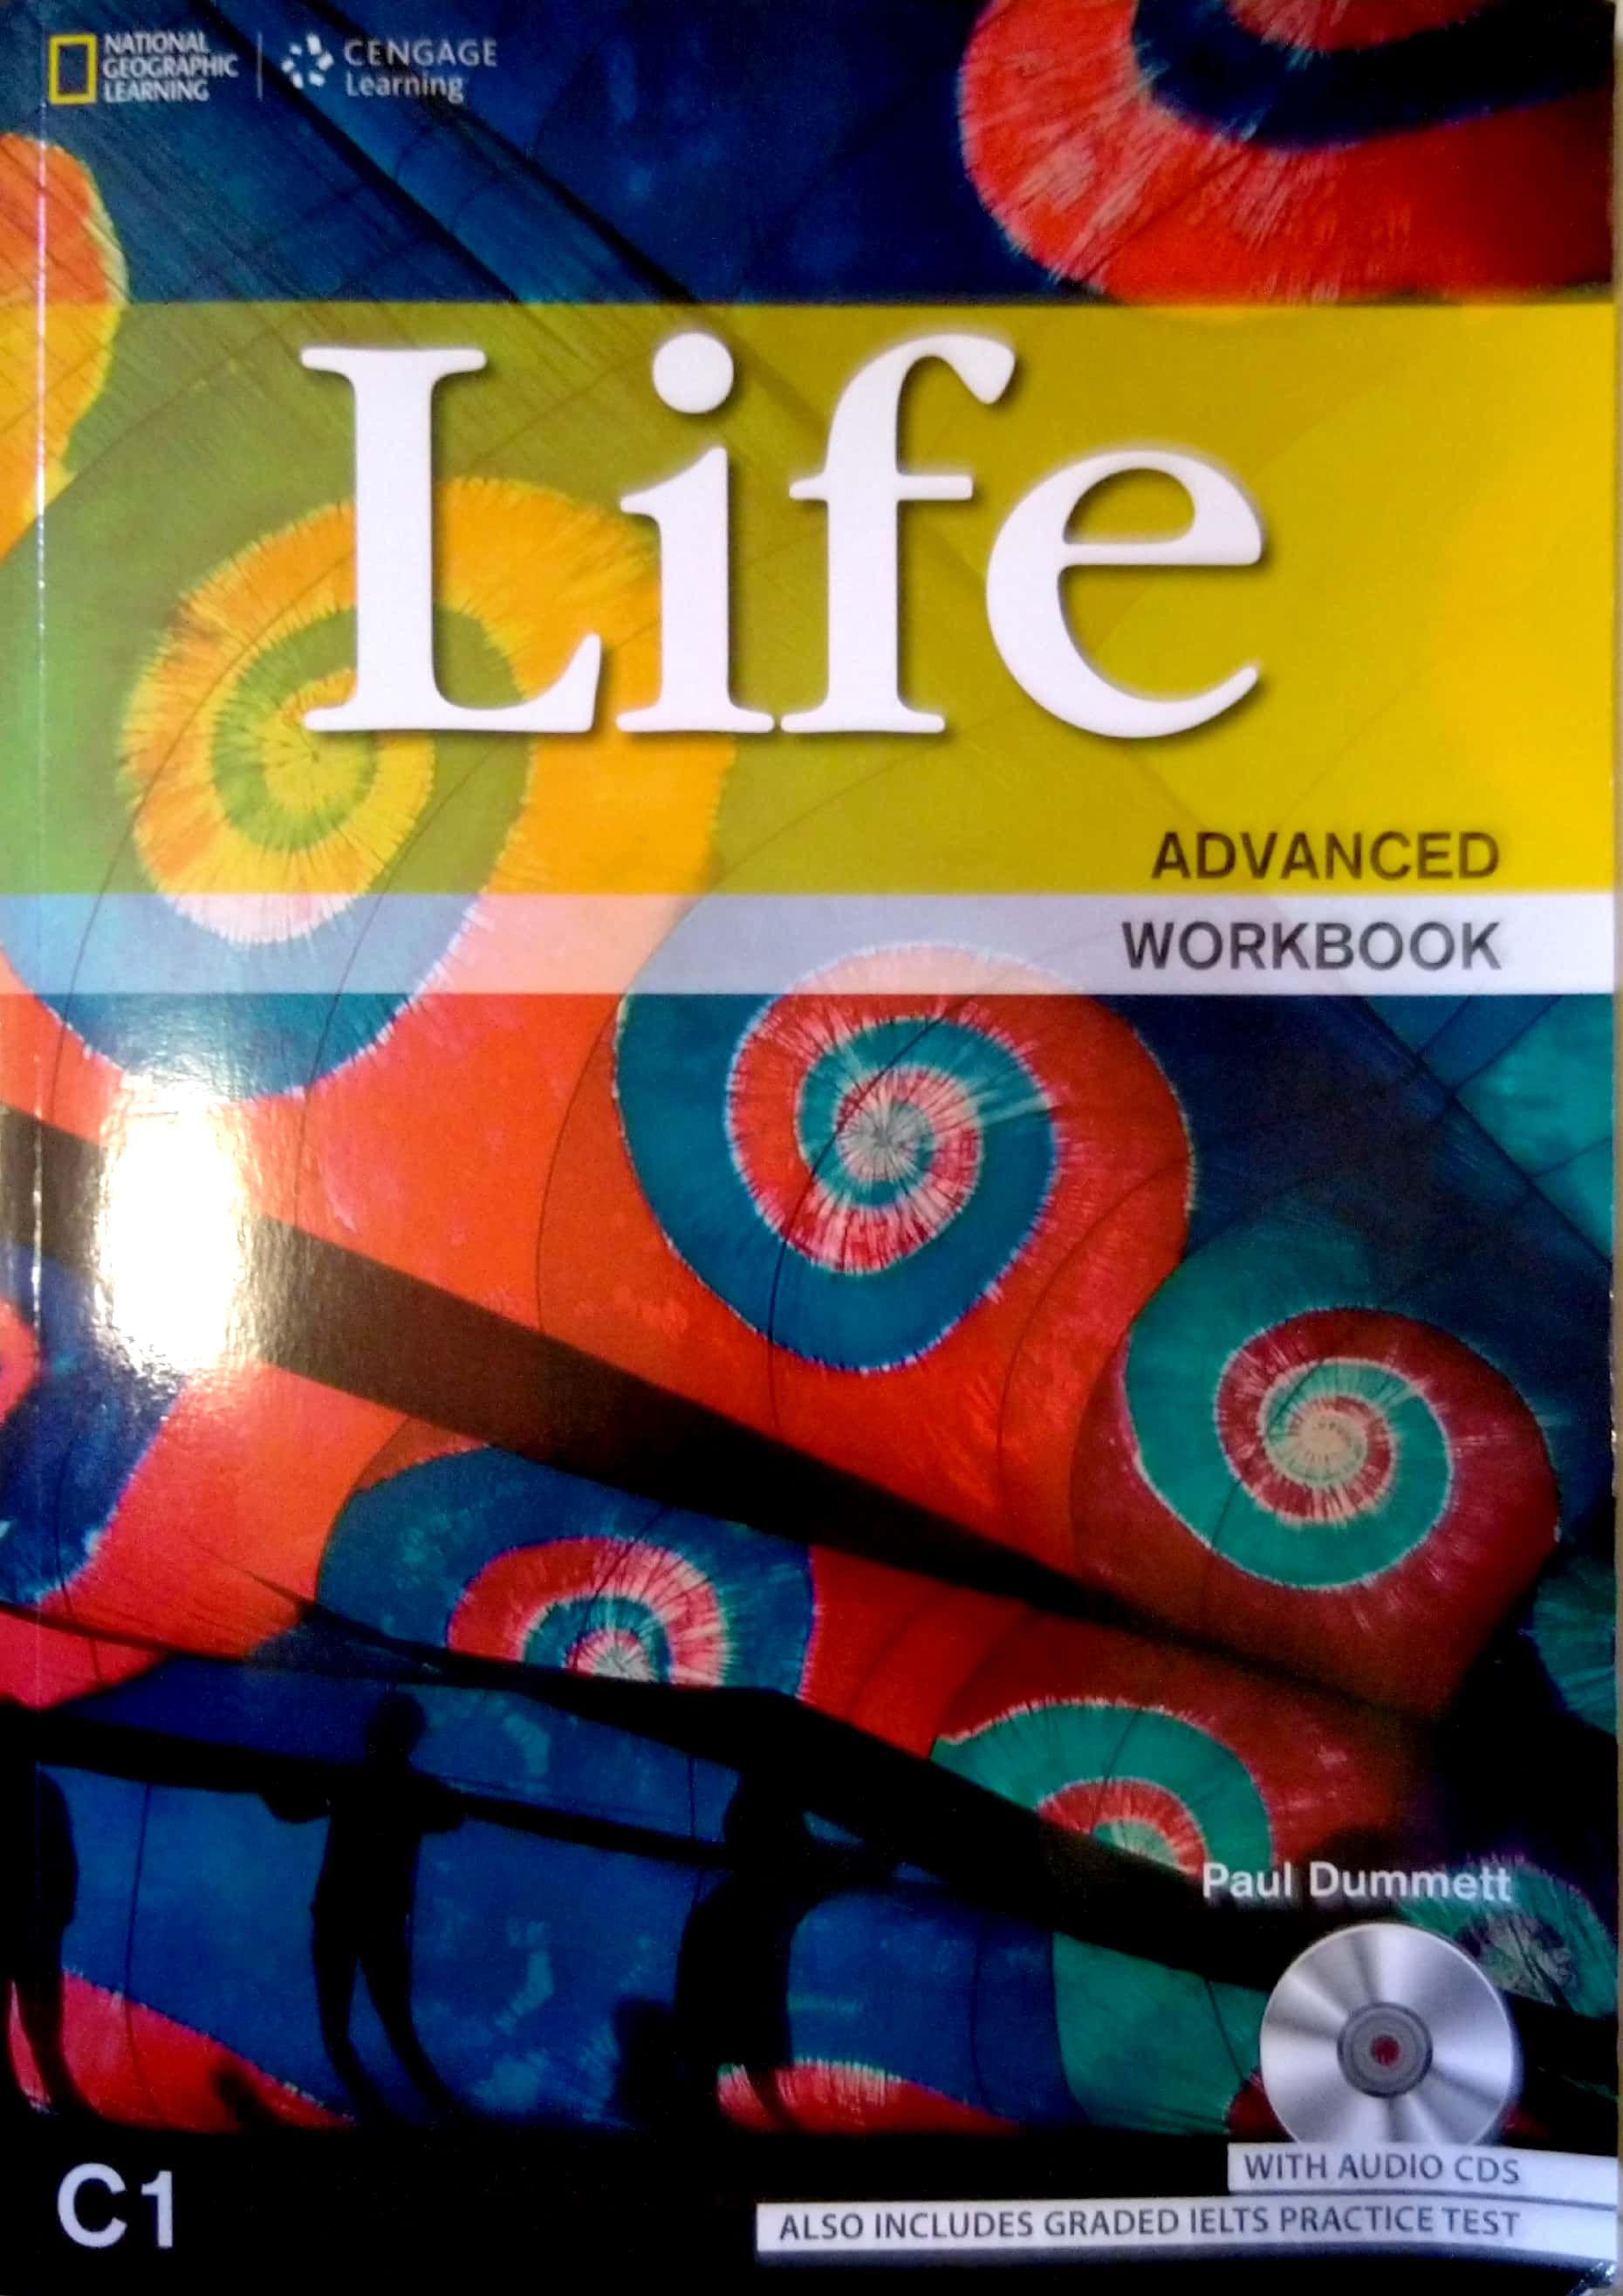 NATIONAL
GEOGRAPHIC
LEARNING
CENGAGE
Learning
Life
ADVANCED
WORKBOOK
Paul Dummett
C1
WITH AUDIO CDS
ALSO INCLUDES GRADED IELTS PRACTICE TEST